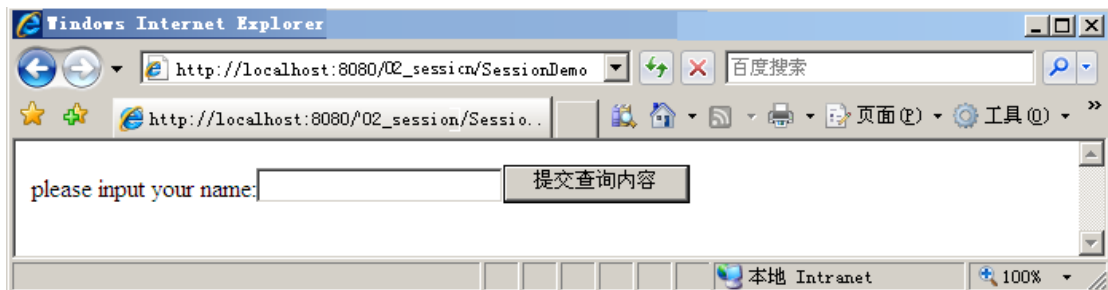 Windows Internet Explorer
http://localhost:8080/02_session/SessionDemo
百度搜索
http://localhost:8080/'02_session/Sessio..
页面(P)
工具(O)
»
please input your name:
提交查询内容
本地 Intranet
100%